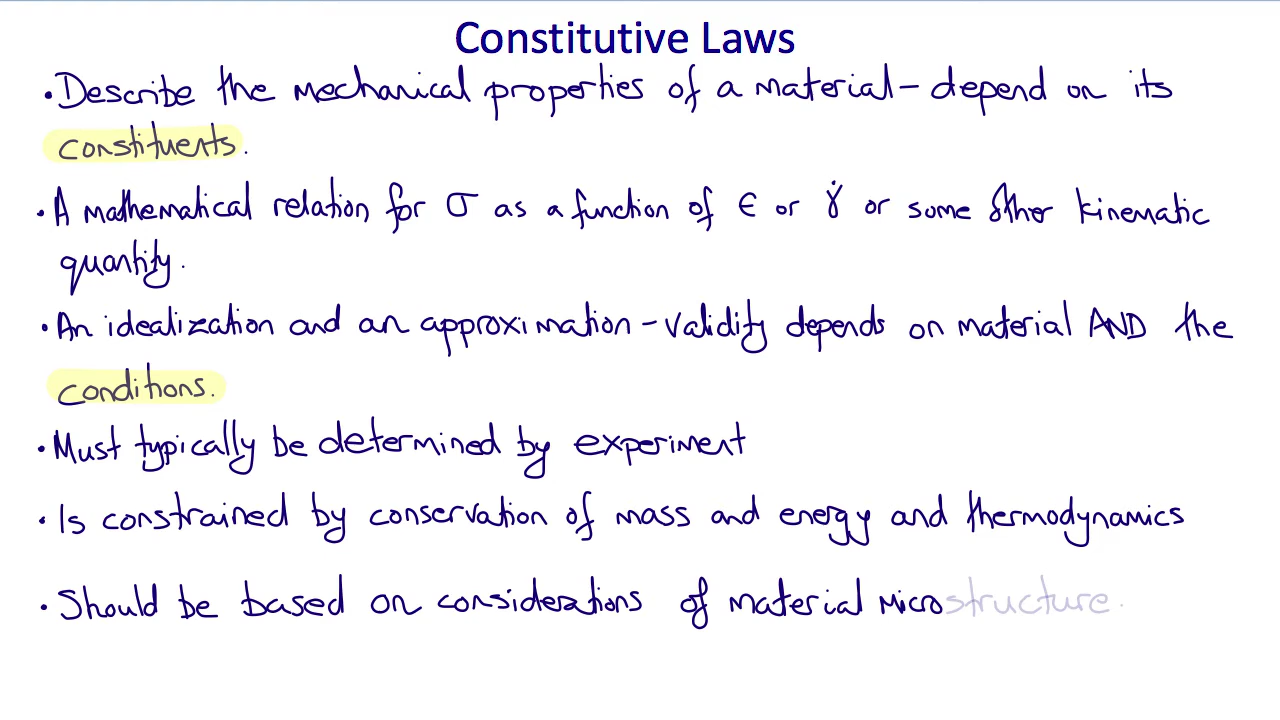 Constitutive Laws
• Describe the mechanical properties of a material – depend on its
constituents.
• A mathematical relation for σ as a function of ϵ or γ̇ or some other kinematic
quantity.
• An idealization and an approximation – validity depends on material AND the
conditions.
• Must typically be determined by experiment
• Is constrained by conservation of mass and energy and thermodynamics
• Should be based on considerations of material microstructure.